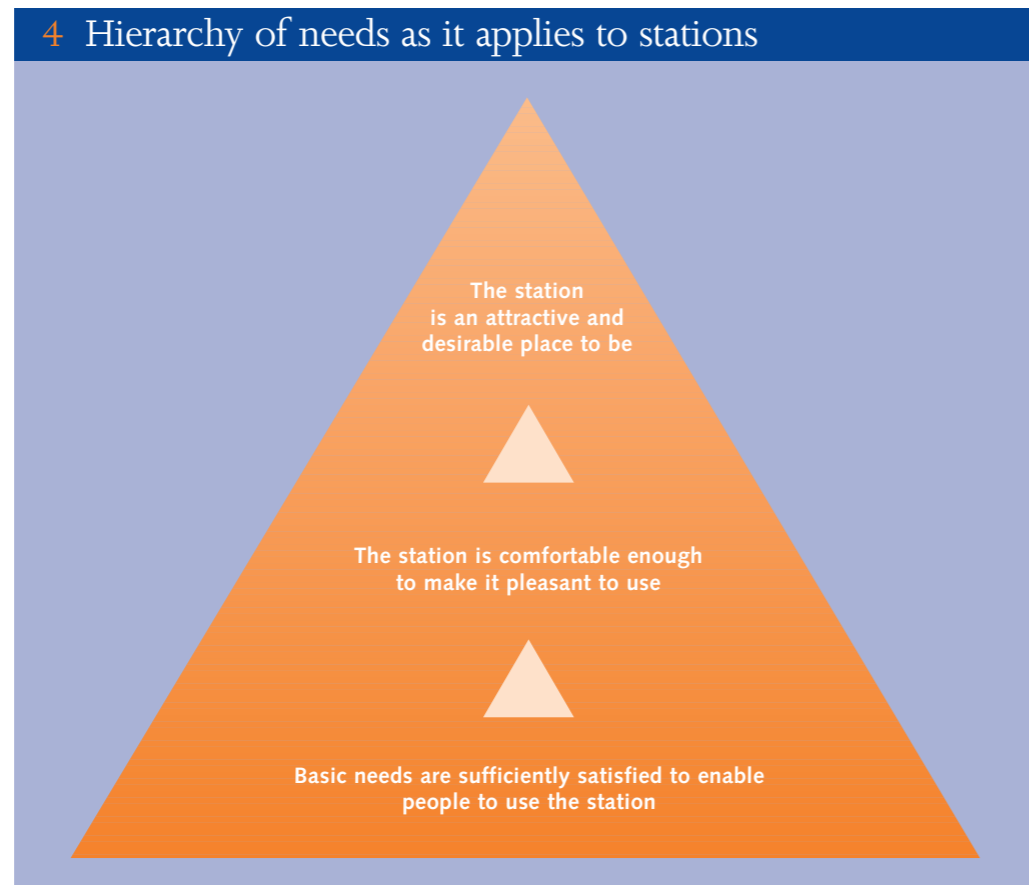 4 Hierarchy of needs as it applies to stations
The station
is an attractive and
desirable place to be
The station is comfortable enough
to make it pleasant to use
Basic needs are sufficiently satisfied to enable
people to use the station